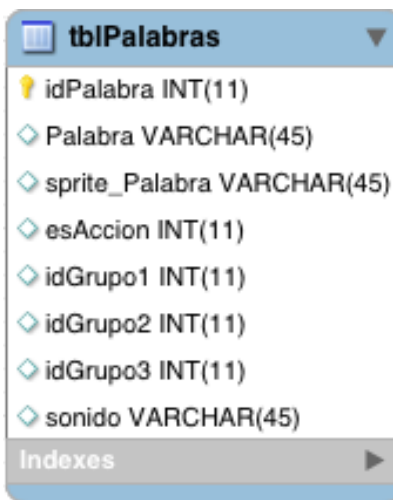 tblPalabras
idPalabra INT(11)
Palabra VARCHAR(45)
sprite_Palabra VARCHAR(45)
esAccion INT(11)
idGrupo1 INT(11)
idGrupo2 INT(11)
idGrupo3 INT(11)
sonido VARCHAR(45)
Indexes